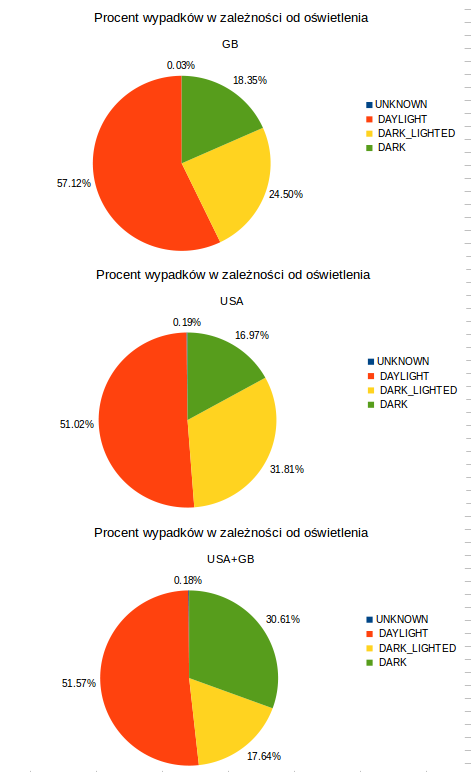 Procent wypadków w zależności od oświetlenia
GB
0.03%
18.35%
57.12%
24.50%
UNKNOWN
DAYLIGHT
DARK_LIGHTED
DARK
Procent wypadków w zależności od oświetlenia
USA
0.19%
16.97%
51.02%
31.81%
UNKNOWN
DAYLIGHT
DARK_LIGHTED
DARK
Procent wypadków w zależności od oświetlenia
USA+GB
0.18%
30.61%
51.57%
17.64%
UNKNOWN
DAYLIGHT
DARK_LIGHTED
DARK